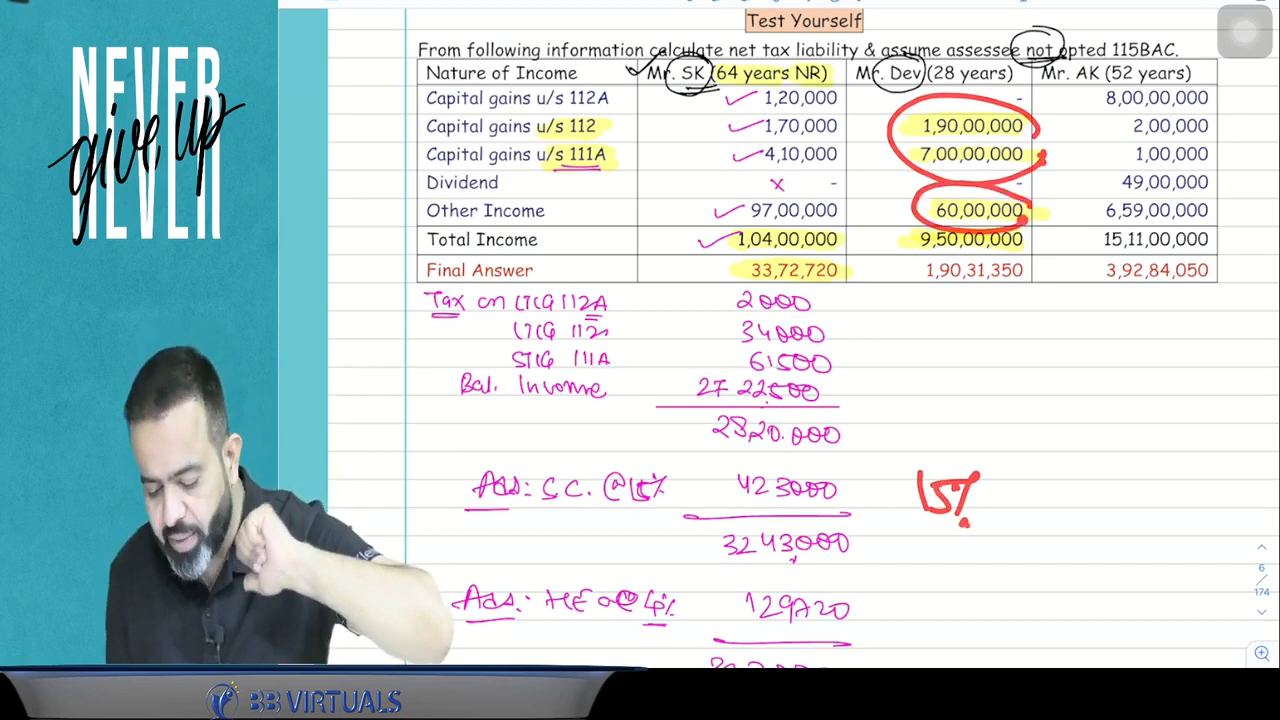 Test Yourself
From following information calculate net tax liability & assume assessee not opted 115BAC.
Nature of Income Mr. SK (64 years NR) Mr. Dev (28 years) Mr. AK (52 years)
Capital gains u/s 112A 1,20,000 - 8,00,00,000
Capital gains u/s 112 1,70,000 1,90,00,000 2,00,000
Capital gains u/s 111A 4,10,000 7,00,00,000 1,00,000
Dividend x - - 49,00,000
Other Income 97,00,000 60,00,000 6,59,00,000
Total Income 1,04,00,000 9,50,00,000 15,11,00,000
Final Answer 33,72,720 1,90,31,350 3,92,84,050
Tax on LTCG 112A 2000
LTCG 112 34000
STCG 111A 61500
Bal. Income 2722500
2820.000
Add: S.C. @15% 423000
3243000
Add: HEC @ 4% 129720
15%
NEVER
give up
NEVER
NEVER
6
174
BB VIRTUALS